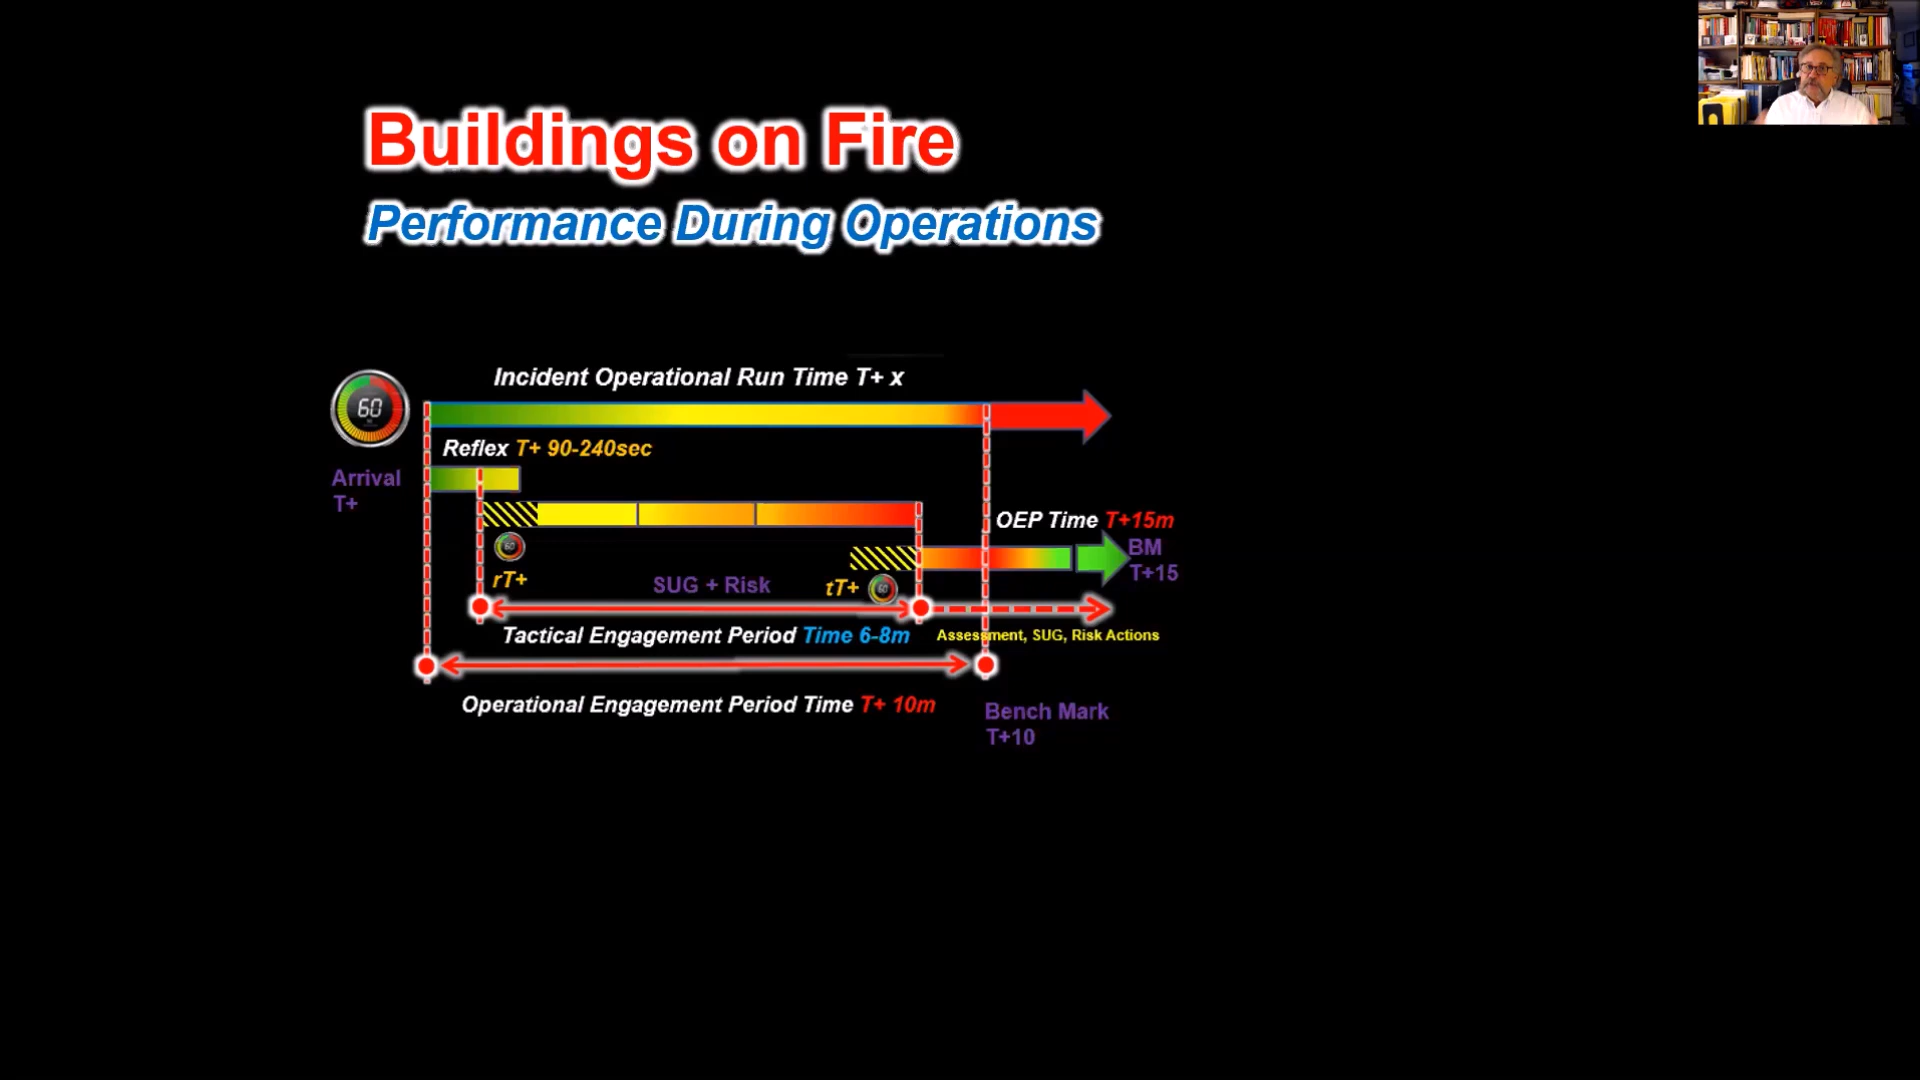 Buildings on Fire
Performance During Operations
Incident Operational Run Time T+ x
60
Reflex T+ 90-240sec
Arrival
T+
OEP Time T+15m
BM
T+15
60
rT+
SUG + Risk
tT+
60
Tactical Engagement Period Time 6-8m
Assessment, SUG, Risk Actions
Operational Engagement Period Time T+ 10m
Bench Mark
T+10